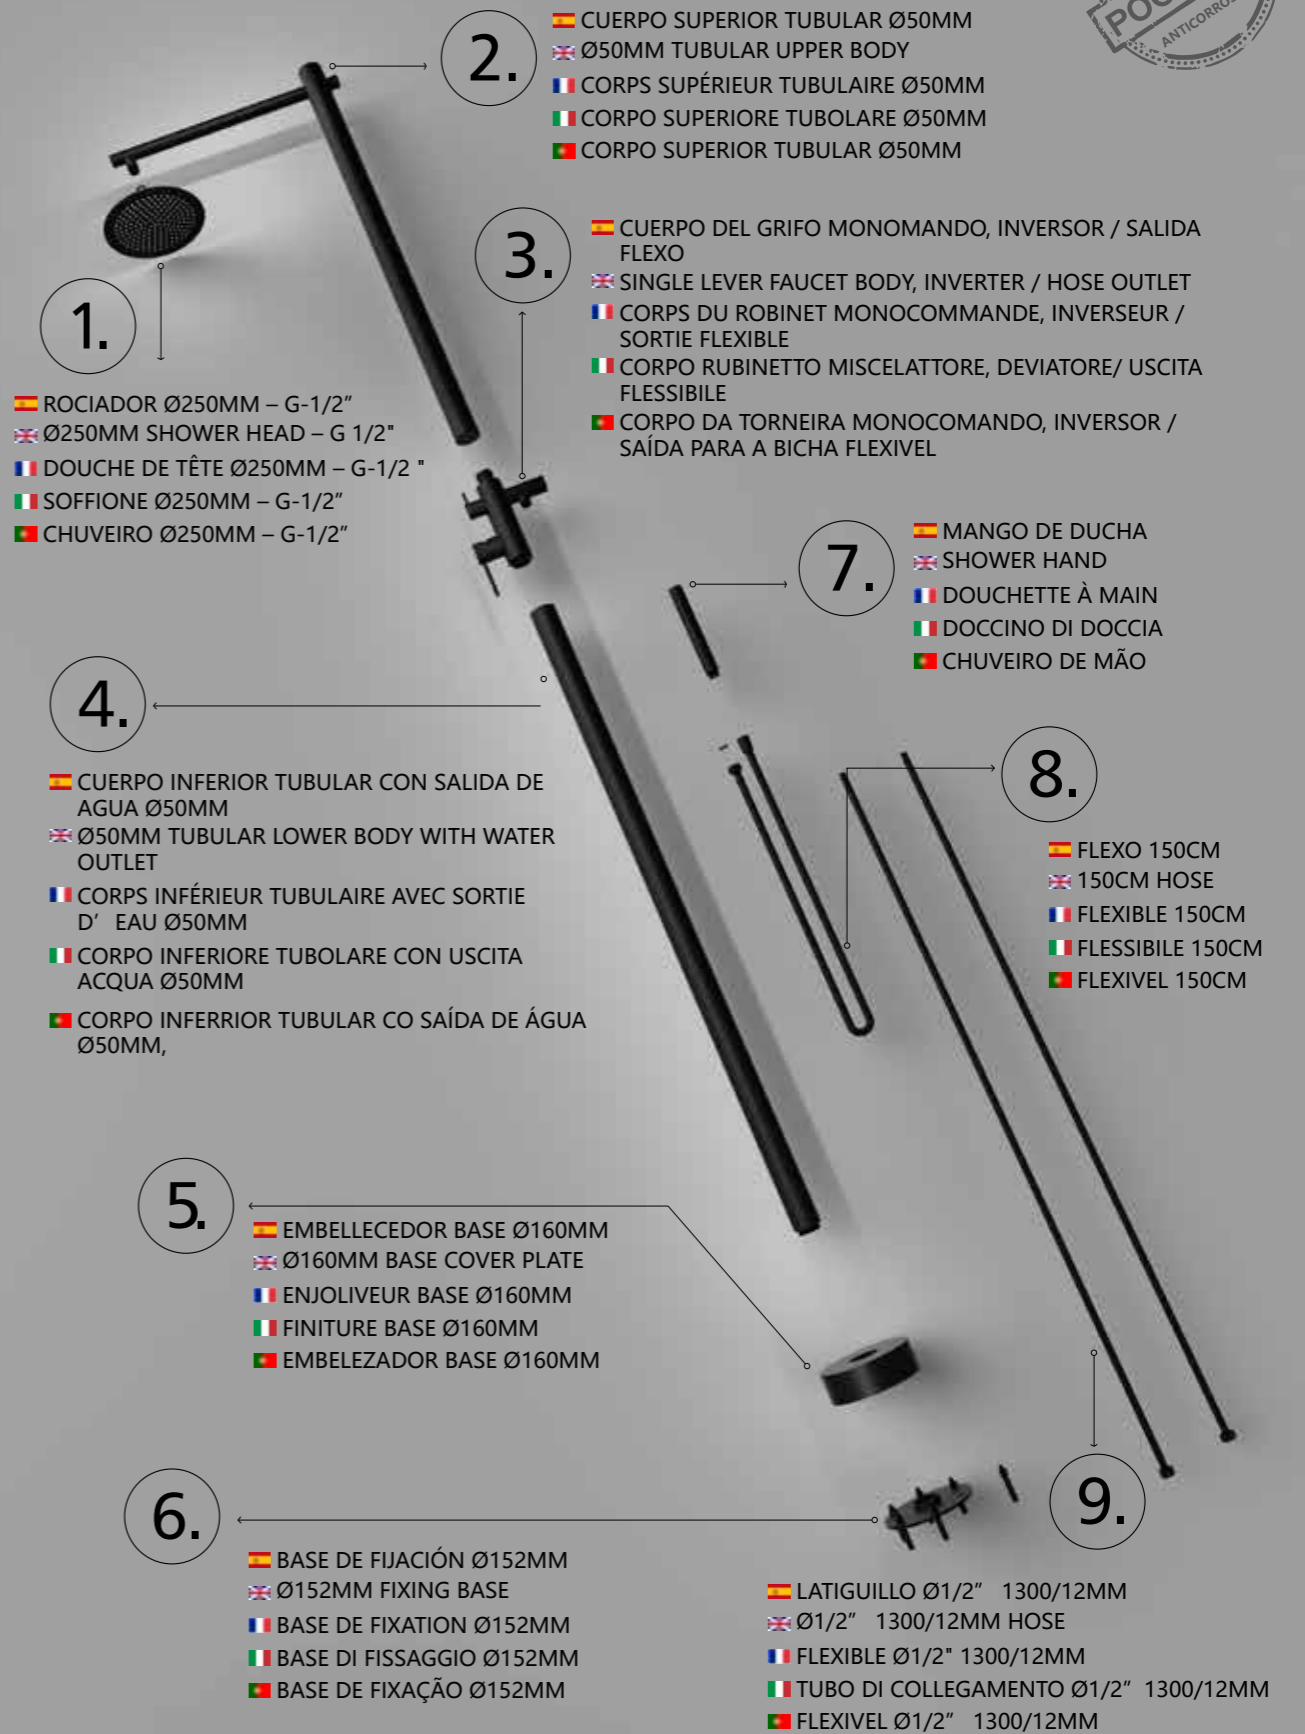 2.
CUERPO SUPERIOR TUBULAR Ø50MM
Ø50MM TUBULAR UPPER BODY
CORPS SUPÉRIEUR TUBULAIRE Ø50MM
CORPO SUPERIORE TUBOLARE Ø50MM
CORPO SUPERIOR TUBULAR Ø50MM
3.
CUERPO DEL GRIFO MONOMANDO, INVERSOR / SALIDA
FLEXO
SINGLE LEVER FAUCET BODY, INVERTER / HOSE OUTLET
CORPS DU ROBINET MONOCOMMANDE, INVERSEUR /
SORTIE FLEXIBLE
CORPO RUBINETTO MISCELATTORE, DEVIATORE/ USCITA
FLESSIBILE
CORPO DA TORNEIRA MONOCOMANDO, INVERSOR /
SAÍDA PARA A BICHA FLEXIVEL
1.
ROCIADOR Ø250MM – G-1/2”
Ø250MM SHOWER HEAD – G 1/2"
DOUCHE DE TÊTE Ø250MM – G-1/2 "
SOFFIONE Ø250MM – G-1/2”
CHUVEIRO Ø250MM – G-1/2”
7.
MANGO DE DUCHA
SHOWER HAND
DOUCHETTE À MAIN
DOCCINO DI DOCCIA
CHUVEIRO DE MÃO
4.
CUERPO INFERIOR TUBULAR CON SALIDA DE
AGUA Ø50MM
Ø50MM TUBULAR LOWER BODY WITH WATER
OUTLET
CORPS INFÉRIEUR TUBULAIRE AVEC SORTIE
D’ EAU Ø50MM
CORPO INFERIORE TUBOLARE CON USCITA
ACQUA Ø50MM
CORPO INFERRIOR TUBULAR CO SAÍDA DE ÁGUA
Ø50MM,
8.
FLEXO 150CM
150CM HOSE
FLEXIBLE 150CM
FLESSIBILE 150CM
FLEXIVEL 150CM
5.
EMBELLECEDOR BASE Ø160MM
Ø160MM BASE COVER PLATE
ENJOLIVEUR BASE Ø160MM
FINITURE BASE Ø160MM
EMBELEZADOR BASE Ø160MM
6.
BASE DE FIJACIÓN Ø152MM
Ø152MM FIXING BASE
BASE DE FIXATION Ø152MM
BASE DI FISSAGGIO Ø152MM
BASE DE FIXAÇÃO Ø152MM
9.
LATIGUILLO Ø1/2” 1300/12MM
Ø1/2” 1300/12MM HOSE
FLEXIBLE Ø1/2" 1300/12MM
TUBO DI COLLEGAMENTO Ø1/2” 1300/12MM
FLEXIVEL Ø1/2” 1300/12MM